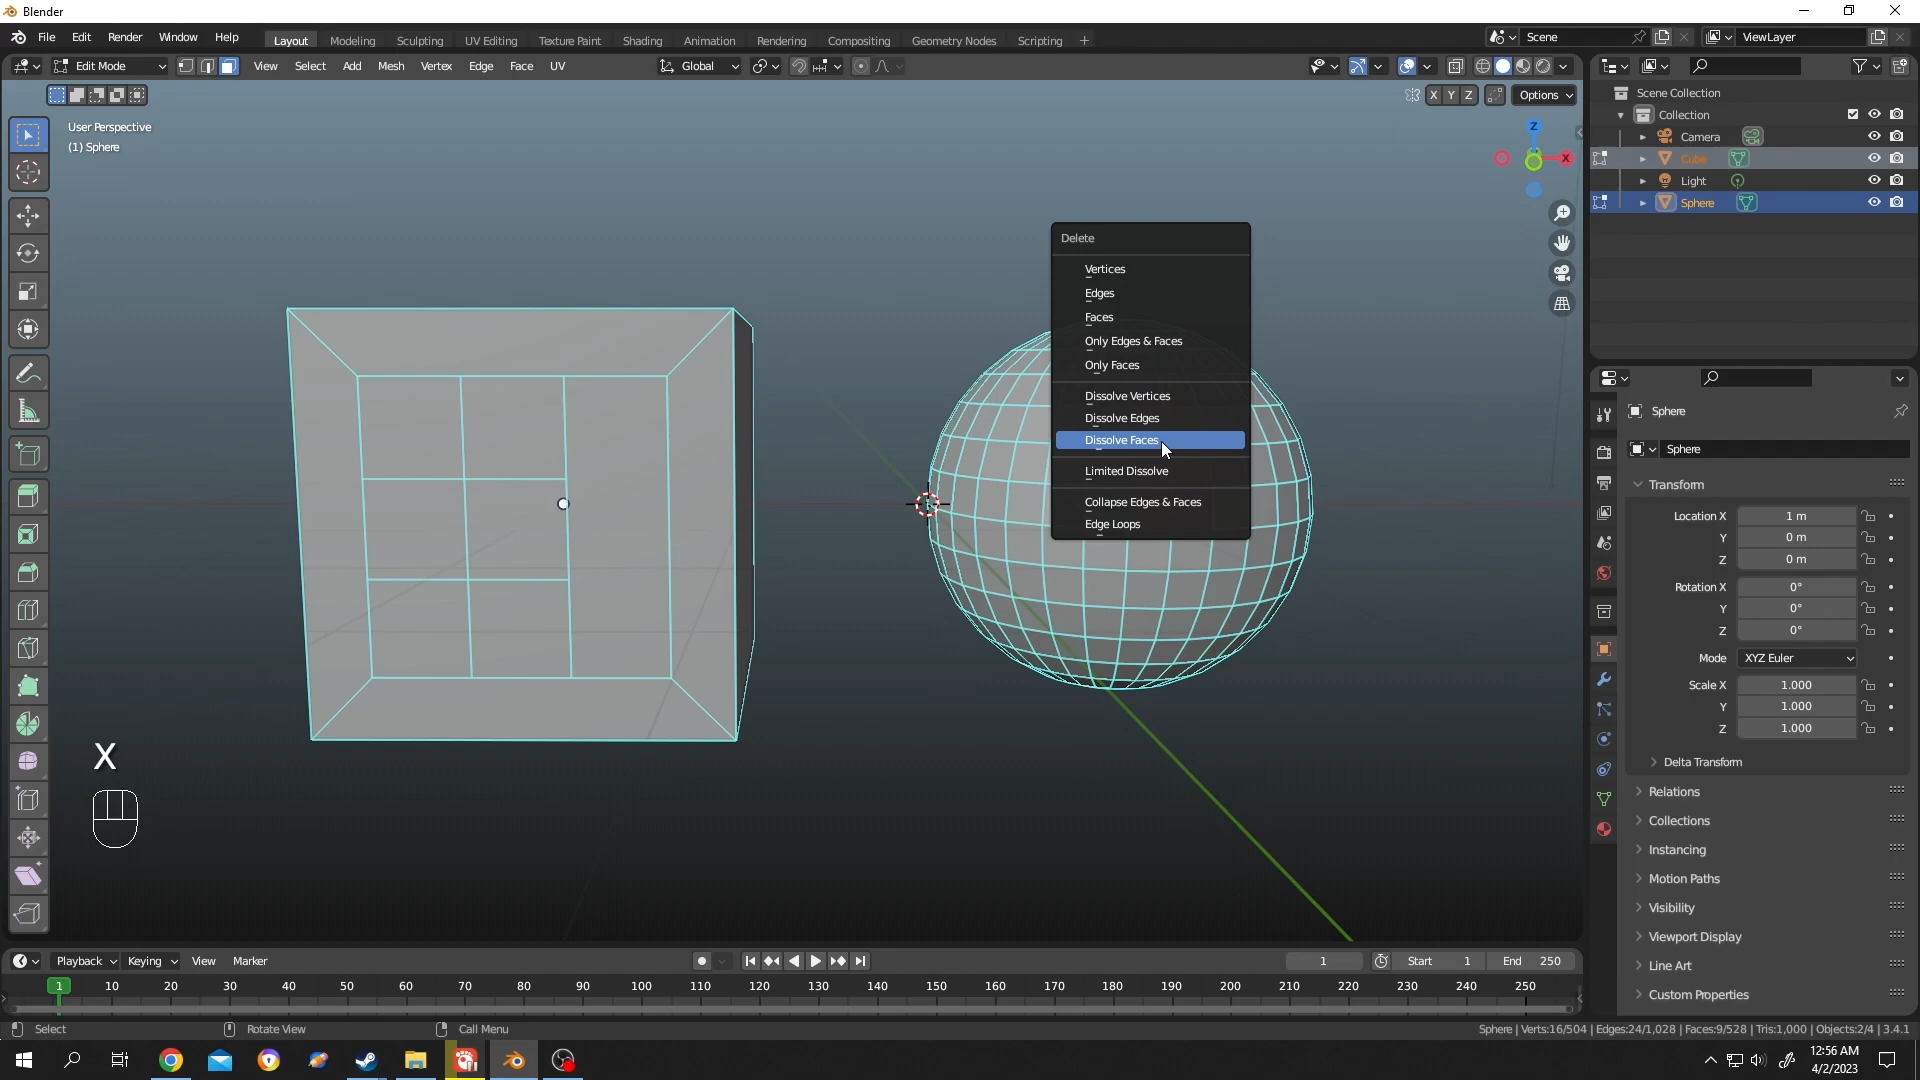 Blender
File Edit Render Window Help Layout Modeling Sculpting UV Editing Texture Paint Shading Animation Rendering Compositing Geometry Nodes Scripting + Scene ViewLayer
Edit Mode View Select Add Mesh Vertex Edge Face UV Global
X Y Z Options
User Perspective
(1) Sphere
Z
X
Delete
Vertices
Edges
Faces
Only Edges & Faces
Only Faces
Dissolve Vertices
Dissolve Edges
Dissolve Faces
Limited Dissolve
Collapse Edges & Faces
Edge Loops
X
Scene Collection
Collection
Camera
Cube
Light
Sphere
Sphere
Sphere
Transform
Location X 1 m
Y 0 m
Z 0 m
Rotation X 0°
Y 0°
Z 0°
Mode XYZ Euler
Scale X 1.000
Y 1.000
Z 1.000
Delta Transform
Relations
Collections
Instancing
Motion Paths
Visibility
Viewport Display
Line Art
Custom Properties
Playback Keying View Marker 1 Start 1 End 250
1 10 20 30 40 50 60 70 80 90 100 110 120 130 140 150 160 170 180 190 200 210 220 230 240 250
Select Rotate View Call Menu Sphere | Verts:16/504 | Edges:24/1,028 | Faces:9/528 | Tris:1,000 | Objects:2/4 | 3.4.1
12:56 AM
4/2/2023